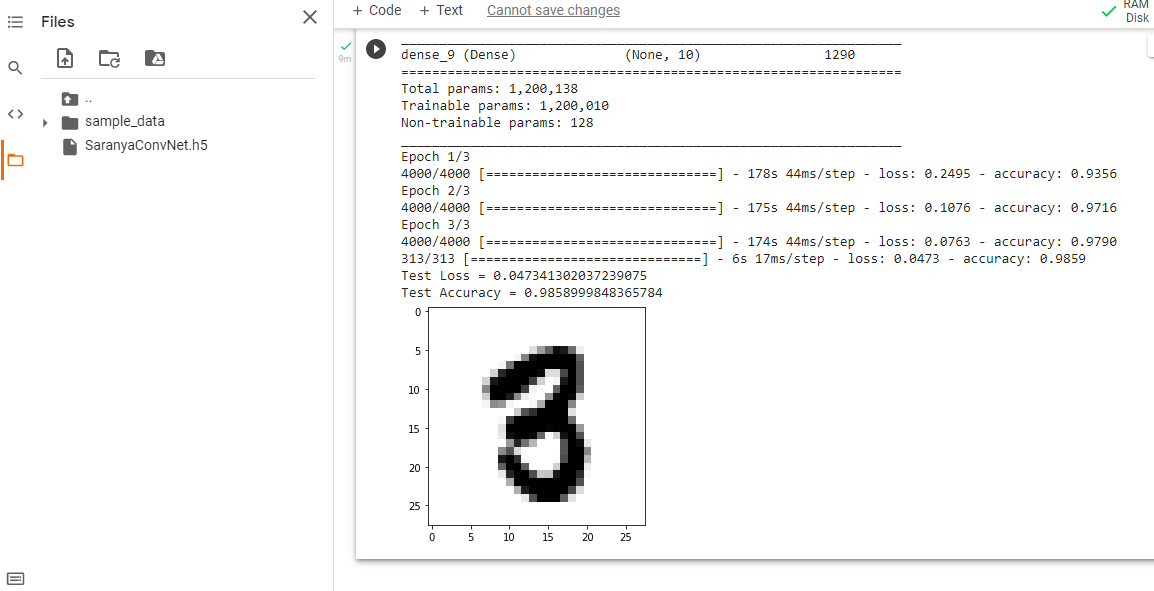 Files
..
sample_data
SaranyaConvNet.h5
+ Code + Text Cannot save changes
RAM
Disk
9m
dense_9 (Dense) (None, 10) 1290
=================================================================
Total params: 1,200,138
Trainable params: 1,200,010
Non-trainable params: 128
_________________________________________________________________
Epoch 1/3
4000/4000 [==============================] - 178s 44ms/step - loss: 0.2495 - accuracy: 0.9356
Epoch 2/3
4000/4000 [==============================] - 175s 44ms/step - loss: 0.1076 - accuracy: 0.9716
Epoch 3/3
4000/4000 [==============================] - 174s 44ms/step - loss: 0.0763 - accuracy: 0.9790
313/313 [==============================] - 6s 17ms/step - loss: 0.0473 - accuracy: 0.9859
Test Loss = 0.047341302037239075
Test Accuracy = 0.9858999848365784
0
5
10
15
20
25
8
0 5 10 15 20 25